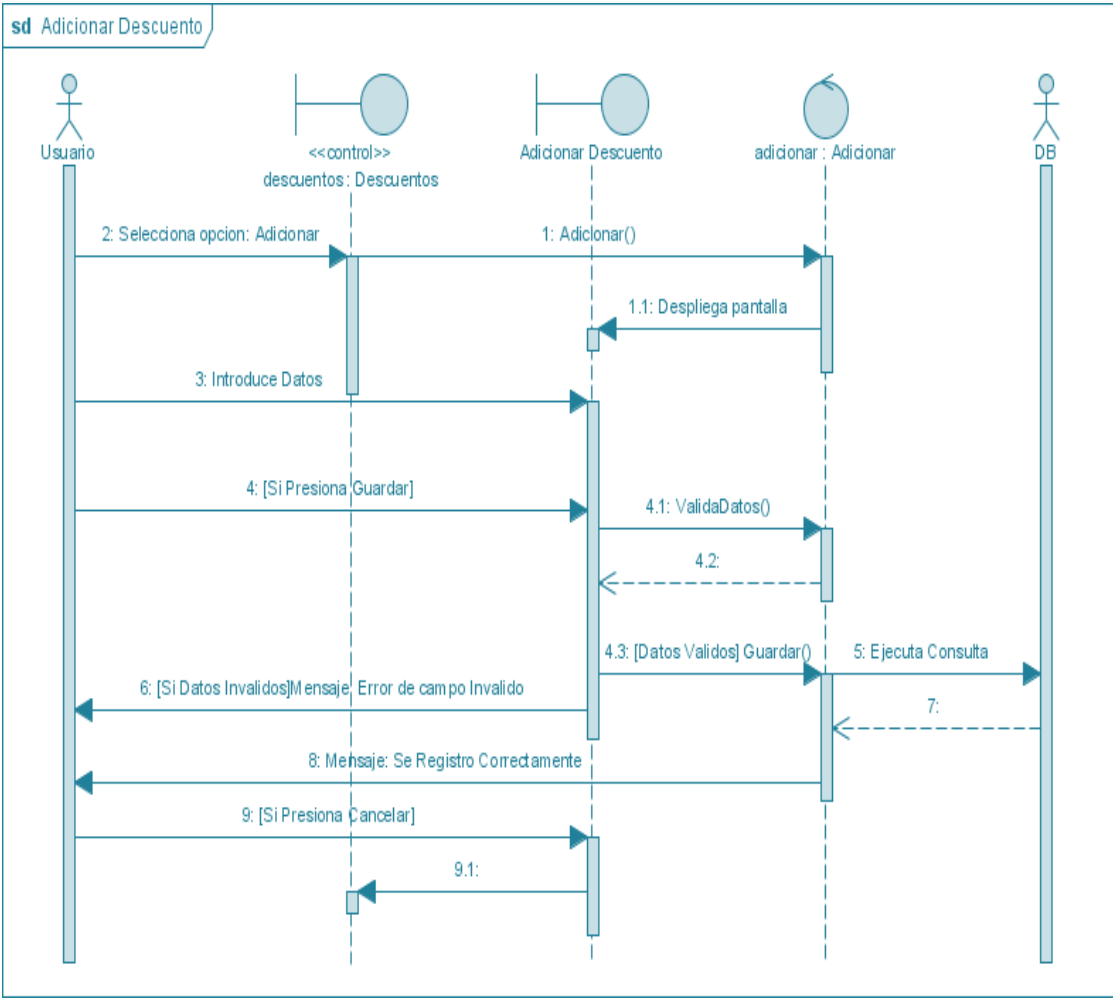 sd Adicionar Descuento
Usuario
<<control>>
descuentos : Descuentos
Adicionar Descuento
adicionar : Adicionar
DB
2: Selecciona opcion: Adicionar
1: Adicionar()
1.1: Despliega pantalla
3: Introduce Datos
4: [Si Presiona Guardar]
4.1: ValidaDatos()
4.2:
4.3: [Datos Validos] Guardar()
5: Ejecuta Consulta
6: [Si Datos Invalidos]Mensaje: Error de campo Invalido
7:
8: Mensaje: Se Registro Correctamente
9: [Si Presiona Cancelar]
9.1: